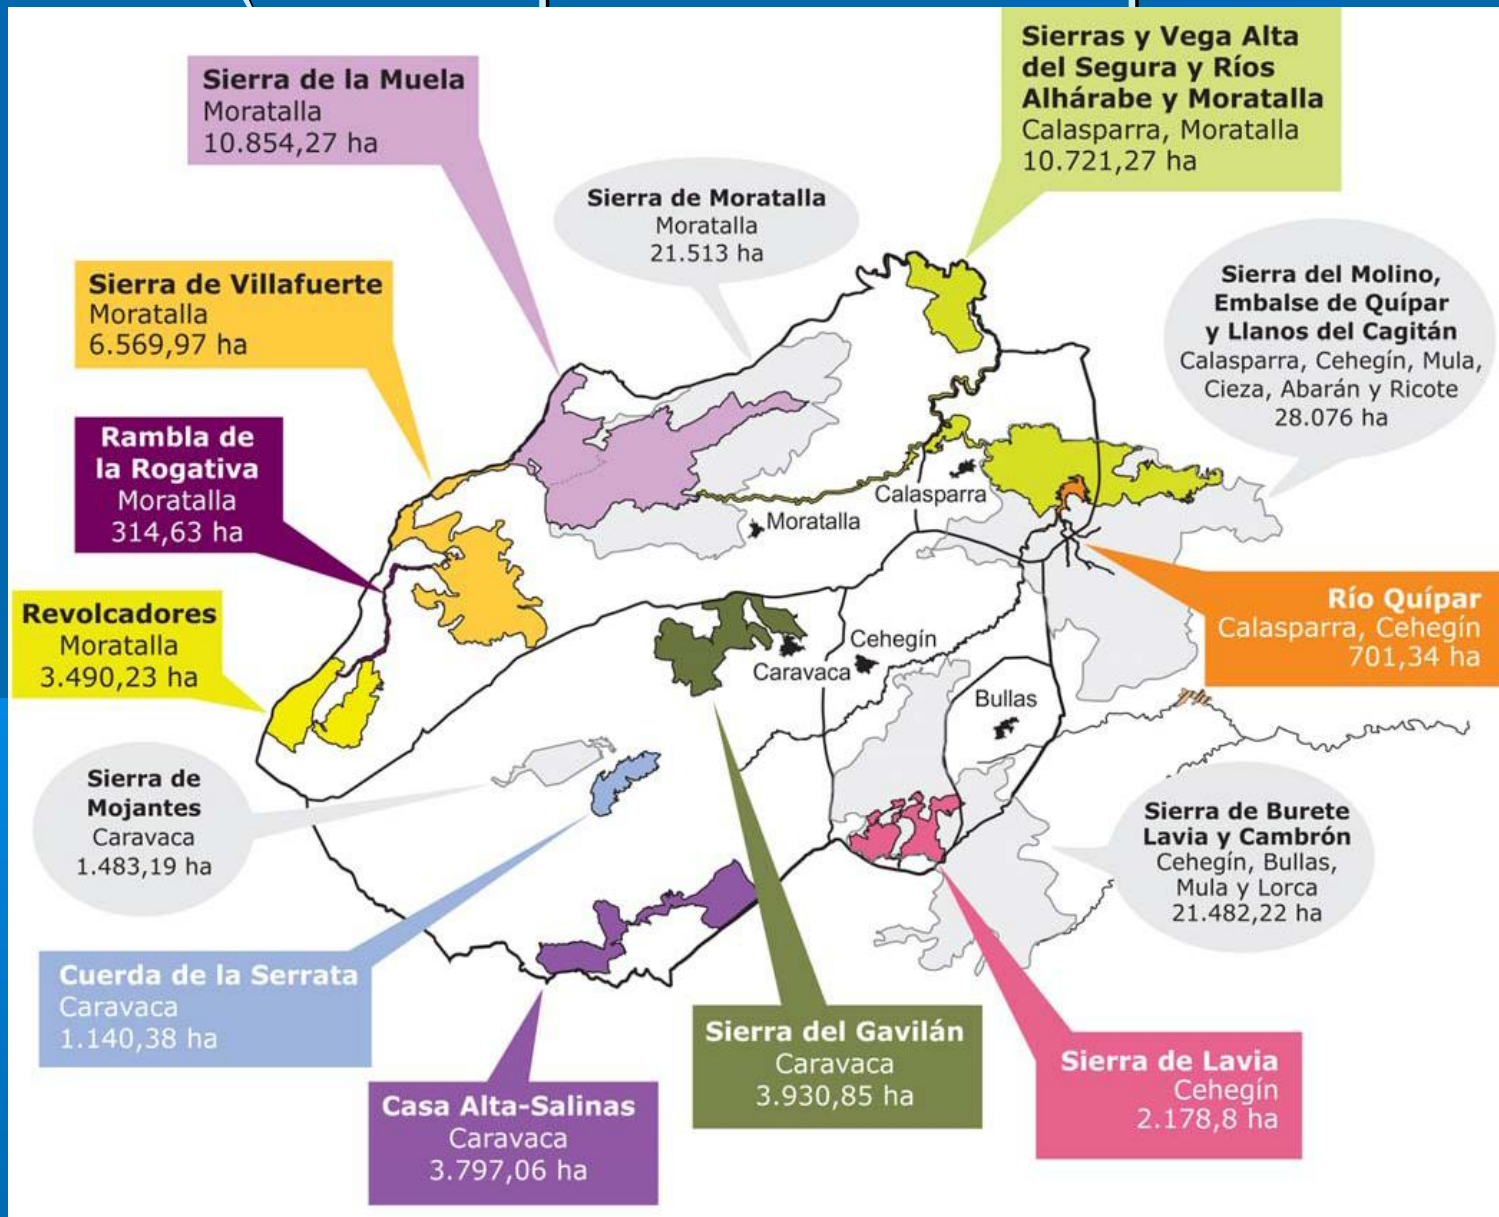 Sierra de la Muela
Moratalla
10.854,27 ha
Sierras y Vega Alta
del Segura y Ríos
Alhárabe y Moratalla
Calasparra, Moratalla
10.721,27 ha
Sierra de Moratalla
Moratalla
21.513 ha
Sierra de Villafuerte
Moratalla
6.569,97 ha
Sierra del Molino,
Embalse de Quípar
y Llanos del Cagitán
Calasparra, Cehegín, Mula,
Cieza, Abarán y Ricote
28.076 ha
Rambla de
la Rogativa
Moratalla
314,63 ha
Calasparra
Moratalla
Revolcadores
Moratalla
3.490,23 ha
Río Quípar
Calasparra, Cehegín
701,34 ha
Cehegín
Caravaca
Bullas
Sierra de
Mojantes
Caravaca
1.483,19 ha
Sierra de Burete
Lavia y Cambrón
Cehegín, Bullas,
Mula y Lorca
21.482,22 ha
Cuerda de la Serrata
Caravaca
1.140,38 ha
Sierra del Gavilán
Caravaca
3.930,85 ha
Sierra de Lavia
Cehegín
2.178,8 ha
Casa Alta-Salinas
Caravaca
3.797,06 ha